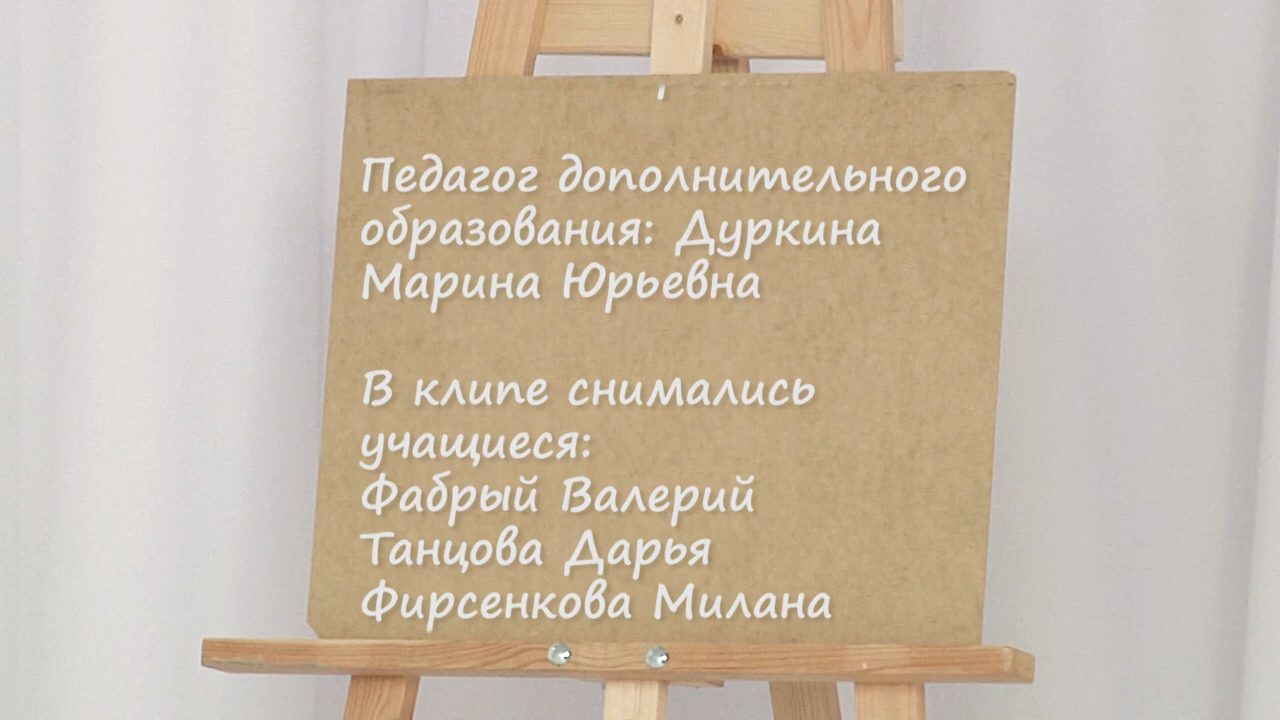 Педагог дополнительного
образования: Дуркина
Марина Юрьевна
В клипе снимались
учащиеся:
Фабрый Валерий
Танцова Дарья
Фирсенкова Милана